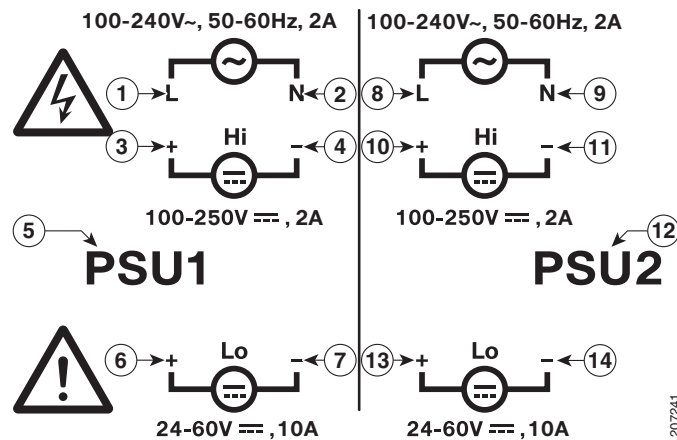 100-240V~, 50-60Hz, 2A 100-240V~, 50-60Hz, 2A
1 L N 2 8 L N 9
3 + Hi − 4 10 + Hi − 11
100-250V ⎓, 2A 100-250V ⎓, 2A
5 12
PSU1 PSU2
6 + Lo − 7 13 + Lo − 14
24-60V ⎓, 10A 24-60V ⎓, 10A
207241